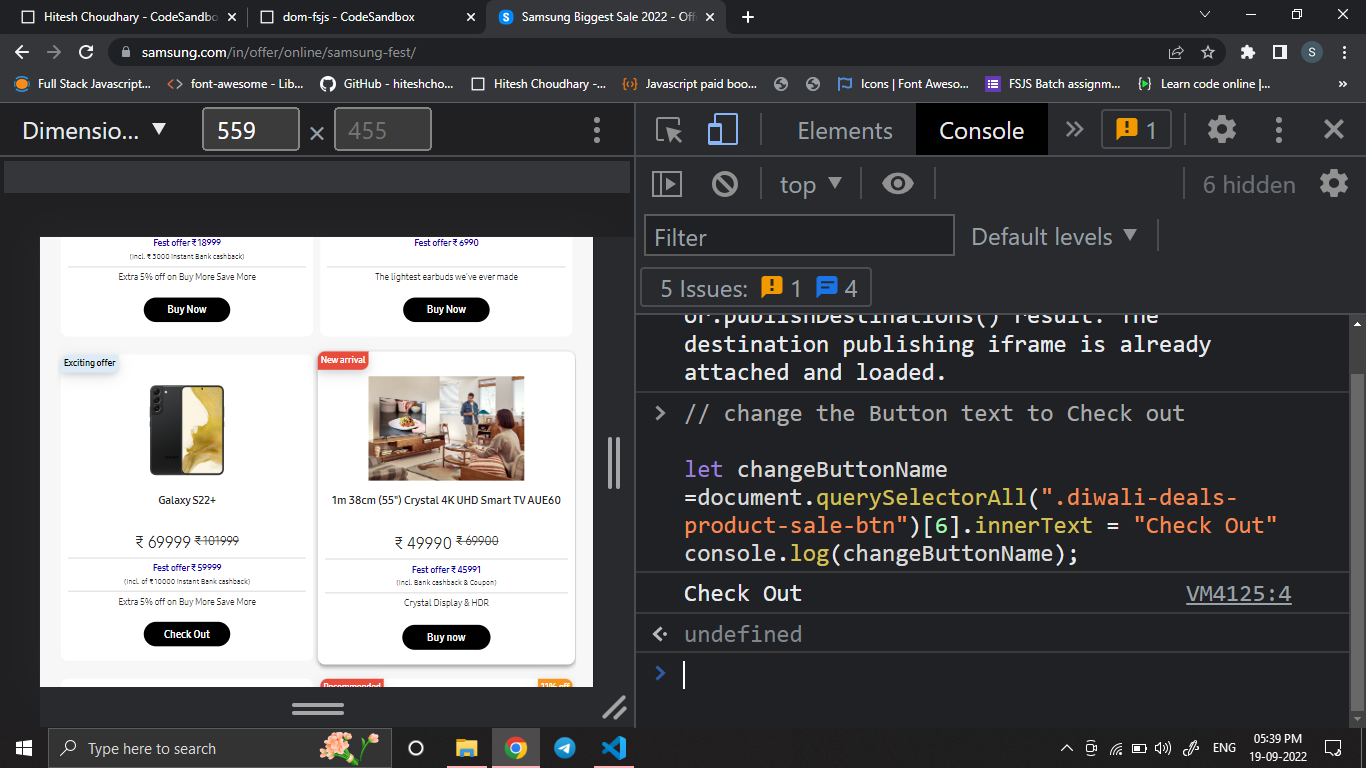 Hitesh Choudhary - CodeSandbo
dom-fsjs - CodeSandbox
Samsung Biggest Sale 2022 - Off
samsung.com/in/offer/online/samsung-fest/
S
Full Stack Javascript...
font-awesome - Lib...
GitHub - hiteshcho...
Hitesh Choudhary -...
Javascript paid boo...
Icons | Font Aweso...
FSJS Batch assignm...
Learn code online |...
»
Dimensio...
559
×
455
Elements
Console
1
top
6 hidden
Filter
Default levels
5 Issues:
1
4
Fest offer ₹ 18999
(Incl. ₹ 3000 Instant Bank cashback)
Extra 5% off on Buy More Save More
Buy Now
Fest offer ₹ 6990
The lightest earbuds we've ever made
Buy Now
Exciting offer
Galaxy S22+
₹ 69999 ₹ 101999
Fest offer ₹ 59999
(Incl. of ₹ 10000 Instant Bank cashback)
Extra 5% off on Buy More Save More
Check Out
New arrival
1m 38cm (55") Crystal 4K UHD Smart TV AUE60
₹ 49990 ₹ 69900
Fest offer ₹ 45991
(Incl. Bank cashback & Coupon)
Crystal Display & HDR
Buy now
Recommended
11% off
or.publishDestinations() result: The
destination publishing iframe is already
attached and loaded.
// change the Button text to Check out
let changeButtonName
=document.querySelectorAll(".diwali-deals-
product-sale-btn")[6].innerText = "Check Out"
console.log(changeButtonName);
Check Out
VM4125:4
undefined
Type here to search
ENG
05:39 PM
19-09-2022